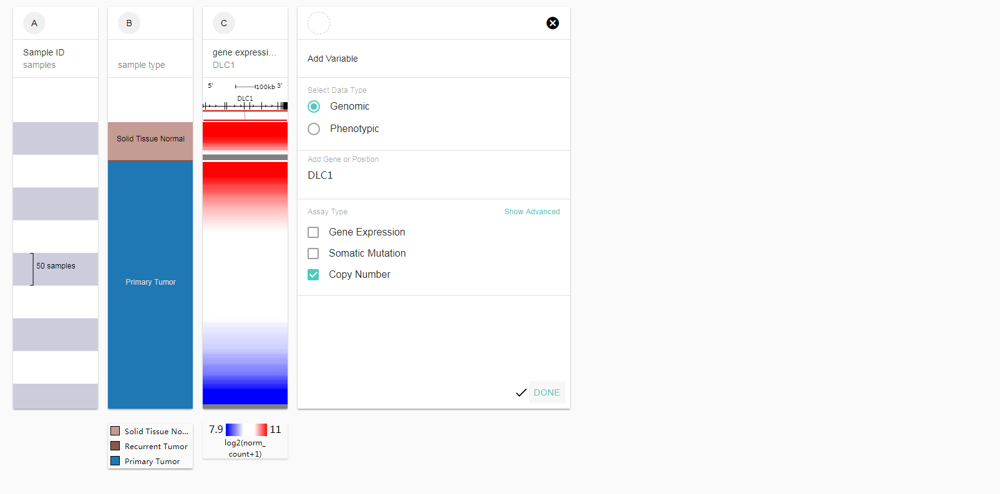 A
B
C
Sample ID
samples
sample type
gene expressi...
DLC1
Add Variable
5'
100kb
3'
DLC1
Select Data Type
Genomic
Phenotypic
Solid Tissue Normal
Add Gene or Position
DLC1
Assay Type
Show Advanced
Gene Expression
Somatic Mutation
Copy Number
50 samples
Primary Tumor
DONE
Solid Tissue No...
Recurrent Tumor
Primary Tumor
7.9
11
log2(norm_
count+1)